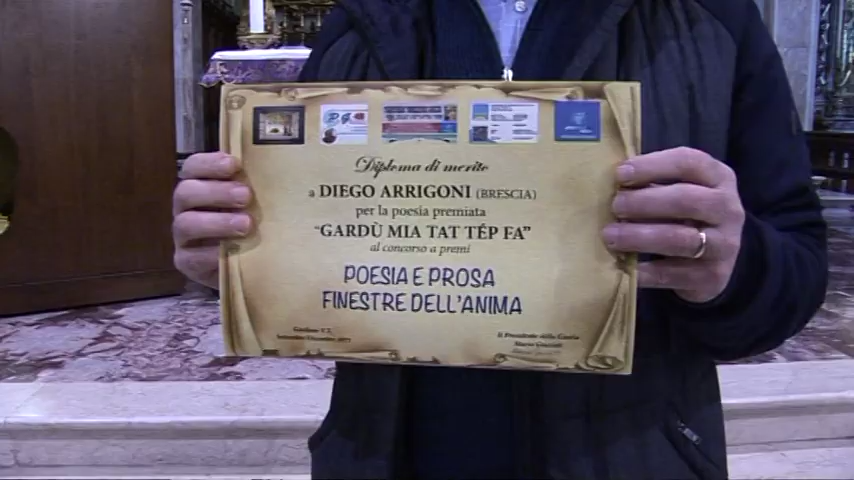 Diploma di merito
a DIEGO ARRIGONI (BRESCIA)
per la poesia premiata
"GARDÙ MIA TAT TÉP FA"
al concorso a premi
POESIA E PROSA
FINESTRE DELL'ANIMA
Il Presidente della Giuria